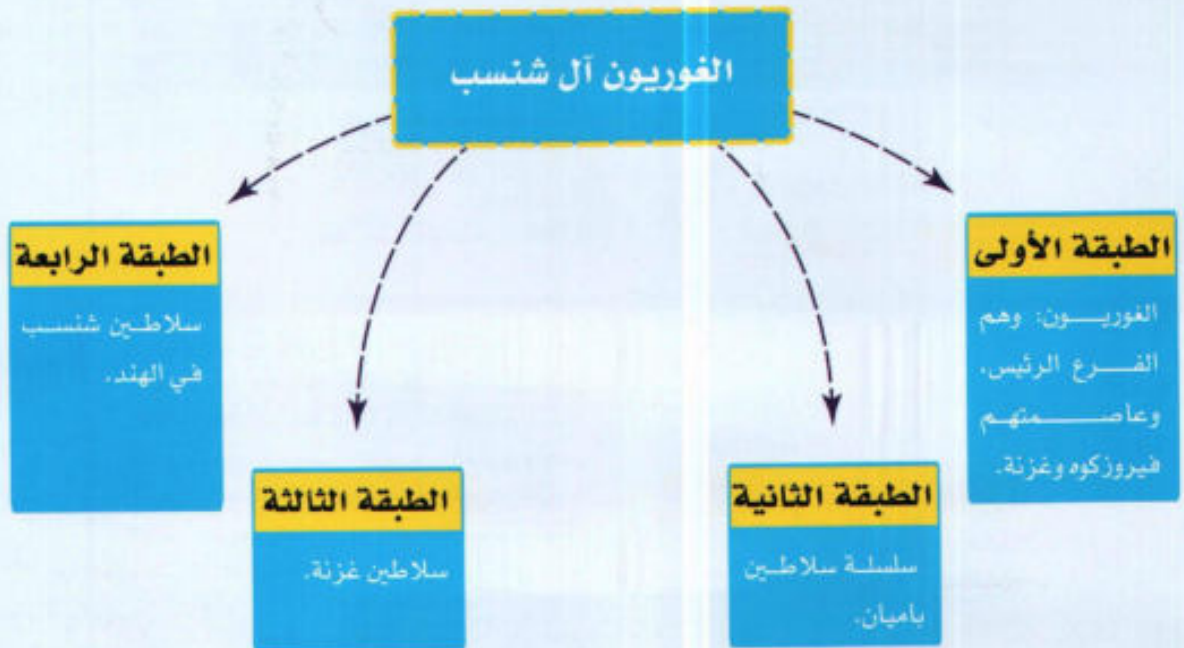 الغوريون آل شنسب
الطبقة الأولى
الغوريون: وهم
الفرع الرئيس،
وعاصمتهم
فيروزكوه وغزنة.
الطبقة الثانية
سلسلة سلاطين
باميان.
الطبقة الثالثة
سلاطين غزنة.
الطبقة الرابعة
سلاطين شنسب
في الهند.